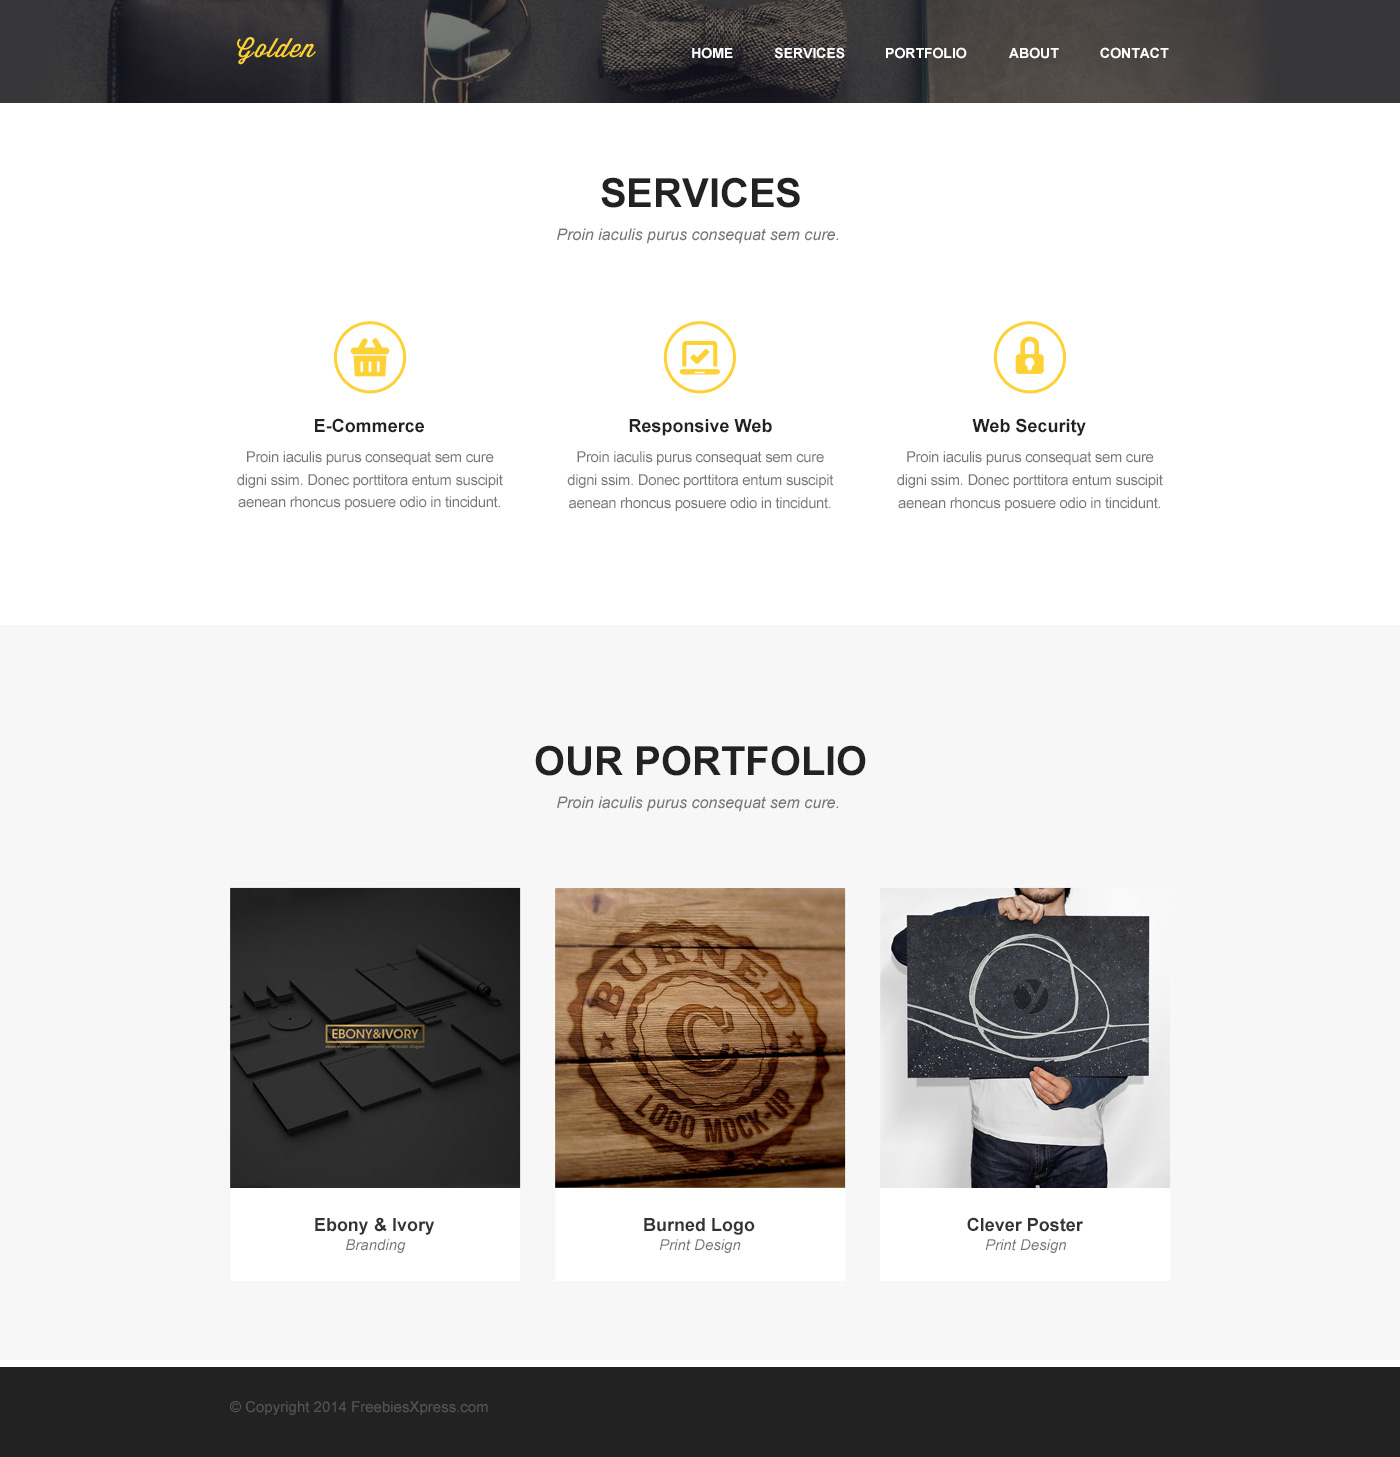 Golden
HOME SERVICES PORTFOLIO ABOUT CONTACT
SERVICES
Proin iaculis purus consequat sem cure.
E-Commerce
Proin iaculis purus consequat sem cure
digni ssim. Donec porttitora entum suscipit
aenean rhoncus posuere odio in tincidunt.
Responsive Web
Proin iaculis purus consequat sem cure
digni ssim. Donec porttitora entum suscipit
aenean rhoncus posuere odio in tincidunt.
Web Security
Proin iaculis purus consequat sem cure
digni ssim. Donec porttitora entum suscipit
aenean rhoncus posuere odio in tincidunt.
OUR PORTFOLIO
Proin iaculis purus consequat sem cure.
EBONY&IVORY
BURNED
C
LOGO MOCK-UP
Ebony & Ivory
Branding
Burned Logo
Print Design
Clever Poster
Print Design
© Copyright 2014 FreebiesXpress.com